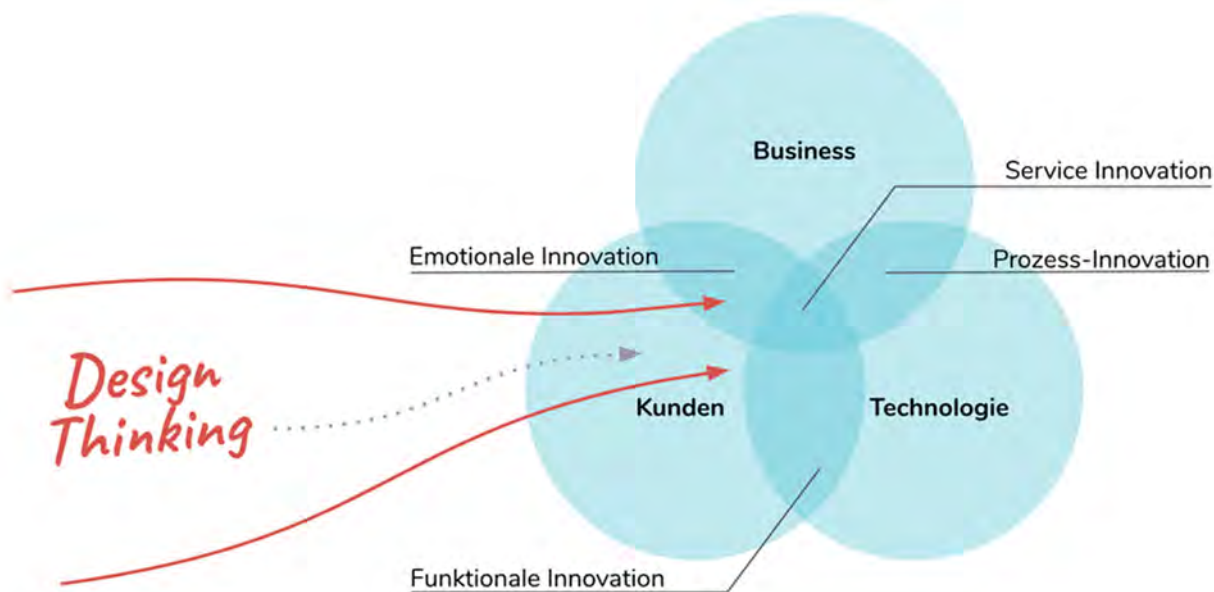 Business
Service Innovation
Emotionale Innovation
Prozess-Innovation
Design
Thinking
Kunden
Technologie
Funktionale Innovation